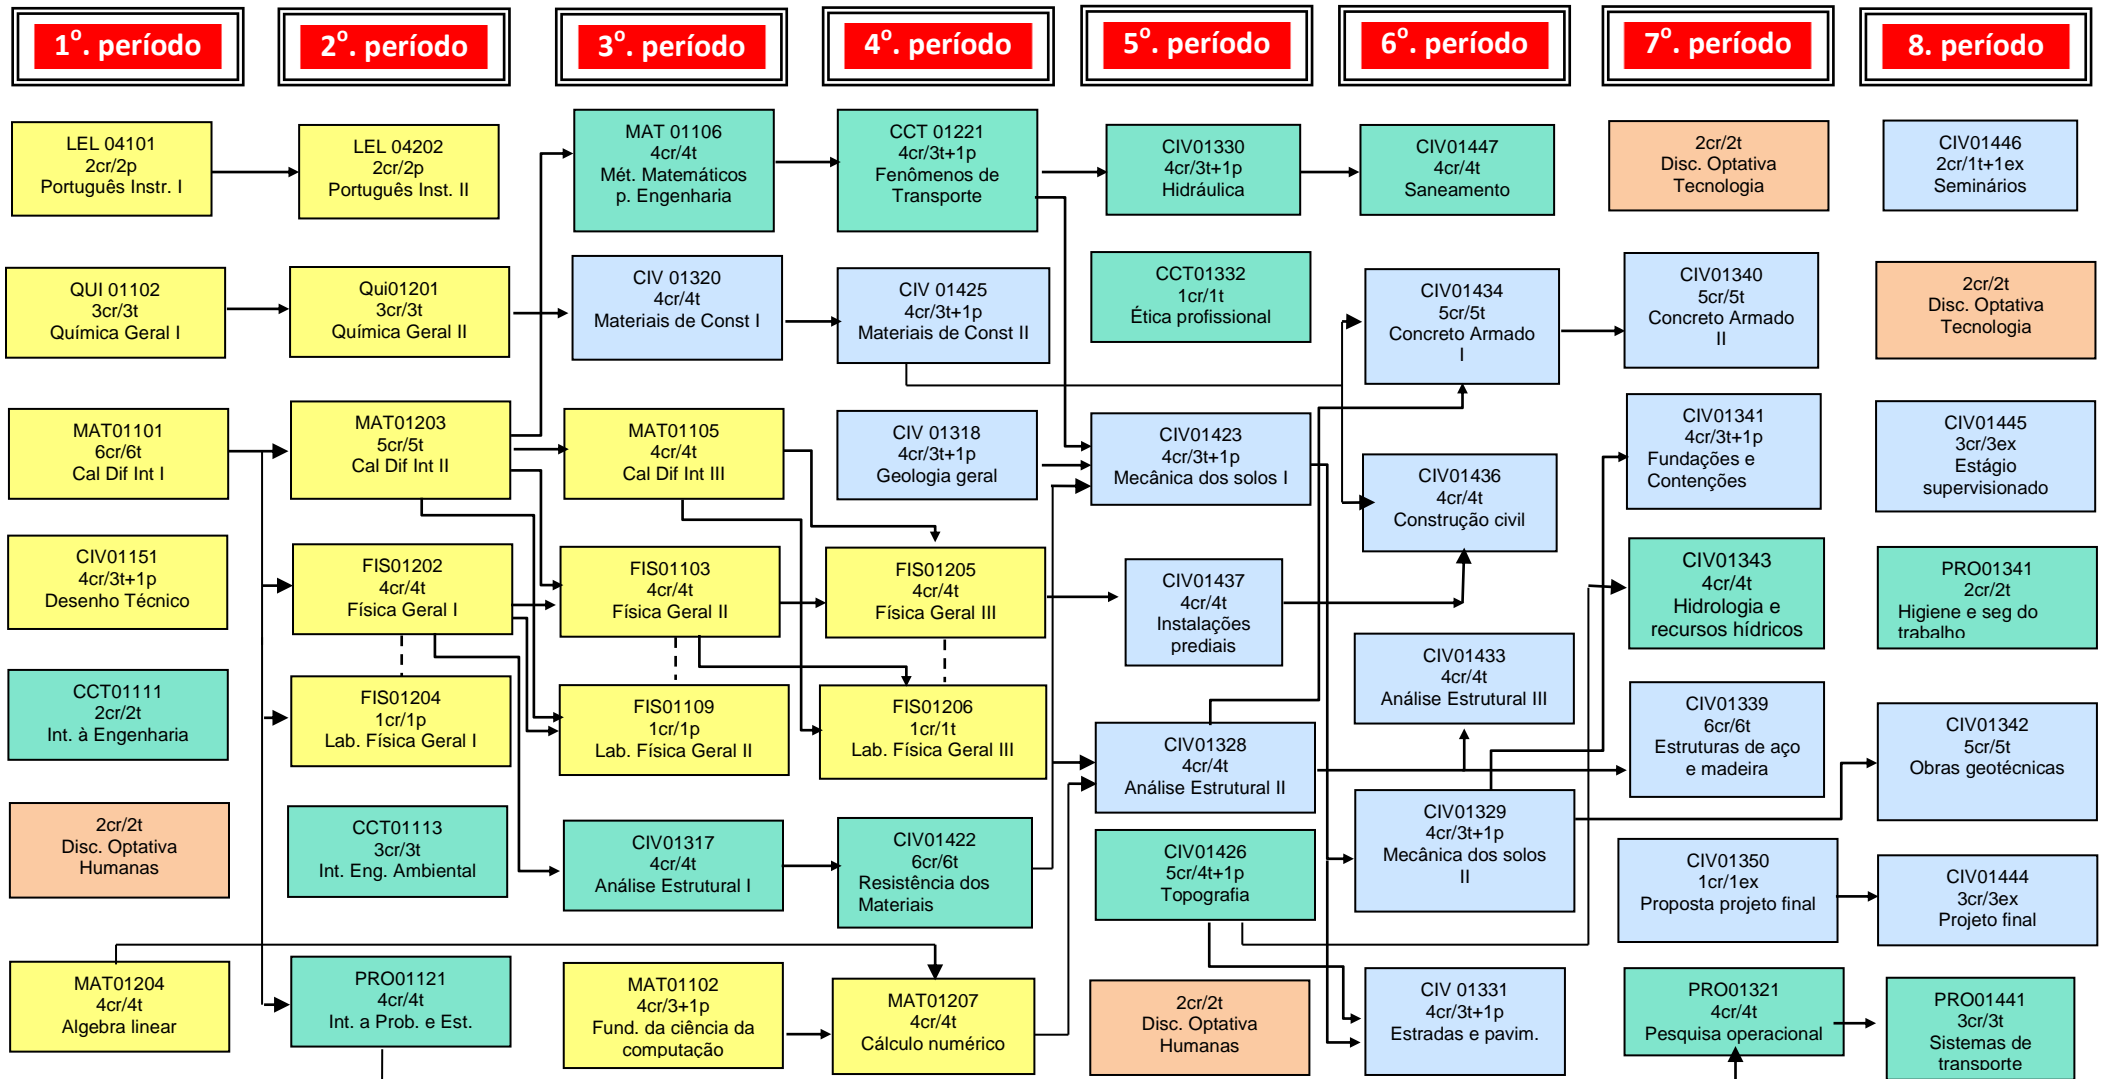 1º. período
2º. período
3º. período
4º. período
5º. período
6º. período
7º. período
8. período
LEL 04101
2cr/2p
Português Instr. I
LEL 04202
2cr/2p
Português Inst. II
MAT 01106
4cr/4t
Mét. Matemáticos
p. Engenharia
CCT 01221
4cr/3t+1p
Fenômenos de
Transporte
CIV01330
4cr/3t+1p
Hidráulica
CIV01447
4cr/4t
Saneamento
2cr/2t
Disc. Optativa
Tecnologia
CIV01446
2cr/1t+1ex
Seminários
QUI 01102
3cr/3t
Química Geral I
Qui01201
3cr/3t
Química Geral II
CIV 01320
4cr/4t
Materiais de Const I
CIV 01425
4cr/3t+1p
Materiais de Const II
CCT01332
1cr/1t
Ética profissional
CIV01434
5cr/5t
Concreto Armado
I
CIV01340
5cr/5t
Concreto Armado
II
2cr/2t
Disc. Optativa
Tecnologia
MAT01101
6cr/6t
Cal Dif Int I
MAT01203
5cr/5t
Cal Dif Int II
MAT01105
4cr/4t
Cal Dif Int III
CIV 01318
4cr/3t+1p
Geologia geral
CIV01423
4cr/3t+1p
Mecânica dos solos I
CIV01436
4cr/4t
Construção civil
CIV01341
4cr/3t+1p
Fundações e
Contenções
CIV01445
3cr/3ex
Estágio
supervisionado
CIV01151
4cr/3t+1p
Desenho Técnico
FIS01202
4cr/4t
Física Geral I
FIS01103
4cr/4t
Física Geral II
FIS01205
4cr/4t
Física Geral III
CIV01437
4cr/4t
Instalações
prediais
CIV01433
4cr/4t
Análise Estrutural III
CIV01343
4cr/4t
Hidrologia e
recursos hídricos
PRO01341
2cr/2t
Higiene e seg do
trabalho
CCT01111
2cr/2t
Int. à Engenharia
FIS01204
1cr/1p
Lab. Física Geral I
FIS01109
1cr/1p
Lab. Física Geral II
FIS01206
1cr/1t
Lab. Física Geral III
CIV01328
4cr/4t
Análise Estrutural II
CIV01329
4cr/3t+1p
Mecânica dos solos
II
CIV01339
6cr/6t
Estruturas de aço
e madeira
CIV01342
5cr/5t
Obras geotécnicas
2cr/2t
Disc. Optativa
Humanas
CCT01113
3cr/3t
Int. Eng. Ambiental
CIV01317
4cr/4t
Análise Estrutural I
CIV01422
6cr/6t
Resistência dos
Materiais
CIV01426
5cr/4t+1p
Topografia
CIV01350
1cr/1ex
Proposta projeto final
CIV01444
3cr/3ex
Projeto final
MAT01204
4cr/4t
Algebra linear
PRO01121
4cr/4t
Int. a Prob. e Est.
MAT01102
4cr/3+1p
Fund. da ciência da
computação
MAT01207
4cr/4t
Cálculo numérico
2cr/2t
Disc. Optativa
Humanas
CIV 01331
4cr/3t+1p
Estradas e pavim.
PRO01321
4cr/4t
Pesquisa operacional
PRO01441
3cr/3t
Sistemas de
transporte